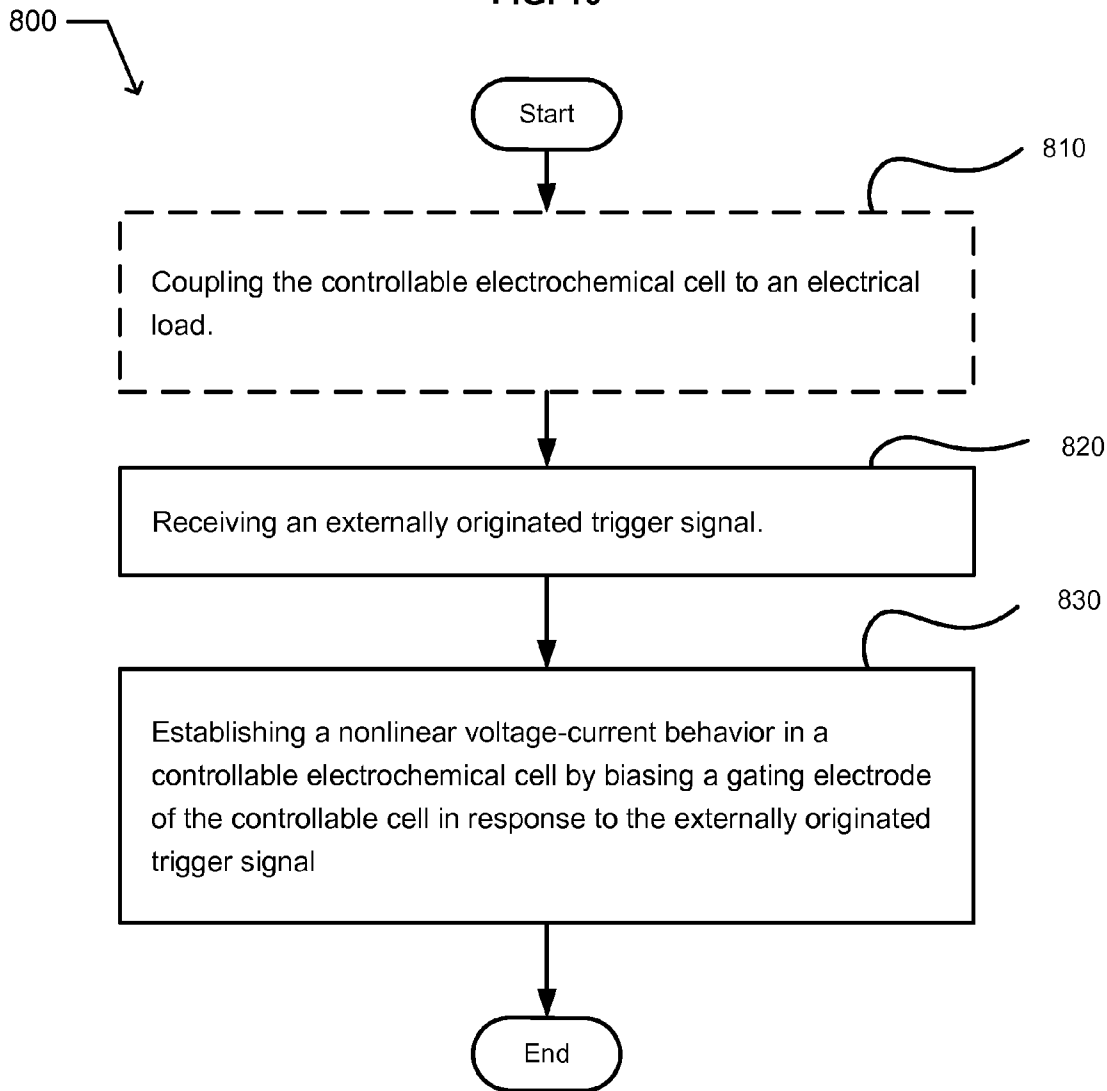 800
Start
810
Coupling the controllable electrochemical cell to an electrical
load.
820
Receiving an externally originated trigger signal.
830
Establishing a nonlinear voltage-current behavior in a
controllable electrochemical cell by biasing a gating electrode
of the controllable cell in response to the externally originated
trigger signal
End